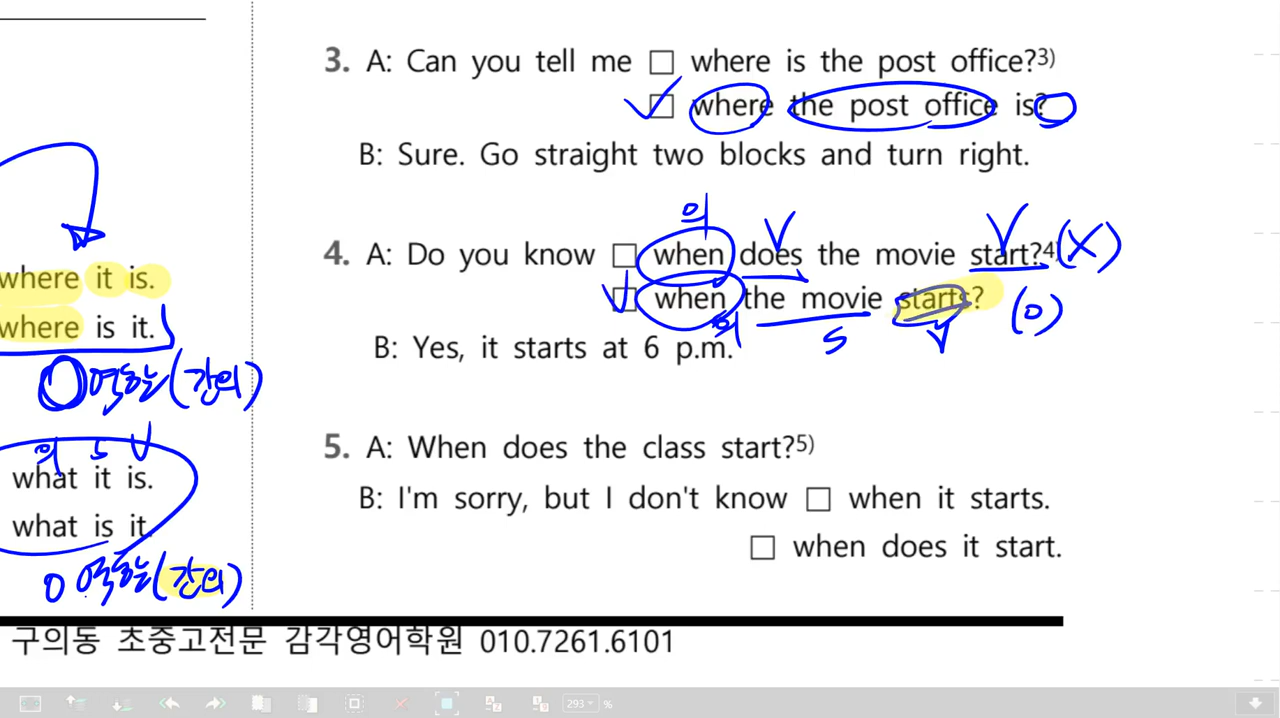 where it is.
where is it.
O 역하는(간의)
의 S V
what it is.
what is it.
O 역하는(간의)
3. A: Can you tell me □ where is the post office?3)
□ where the post office is?
B: Sure. Go straight two blocks and turn right.
의 V V
4. A: Do you know □ when does the movie start?4) (X)
□ when the movie starts? (O)
의 S V
B: Yes, it starts at 6 p.m.
5. A: When does the class start?5)
B: I'm sorry, but I don't know □ when it starts.
□ when does it start.
구의동 초중고전문 감각영어학원 010.7261.6101
293 %